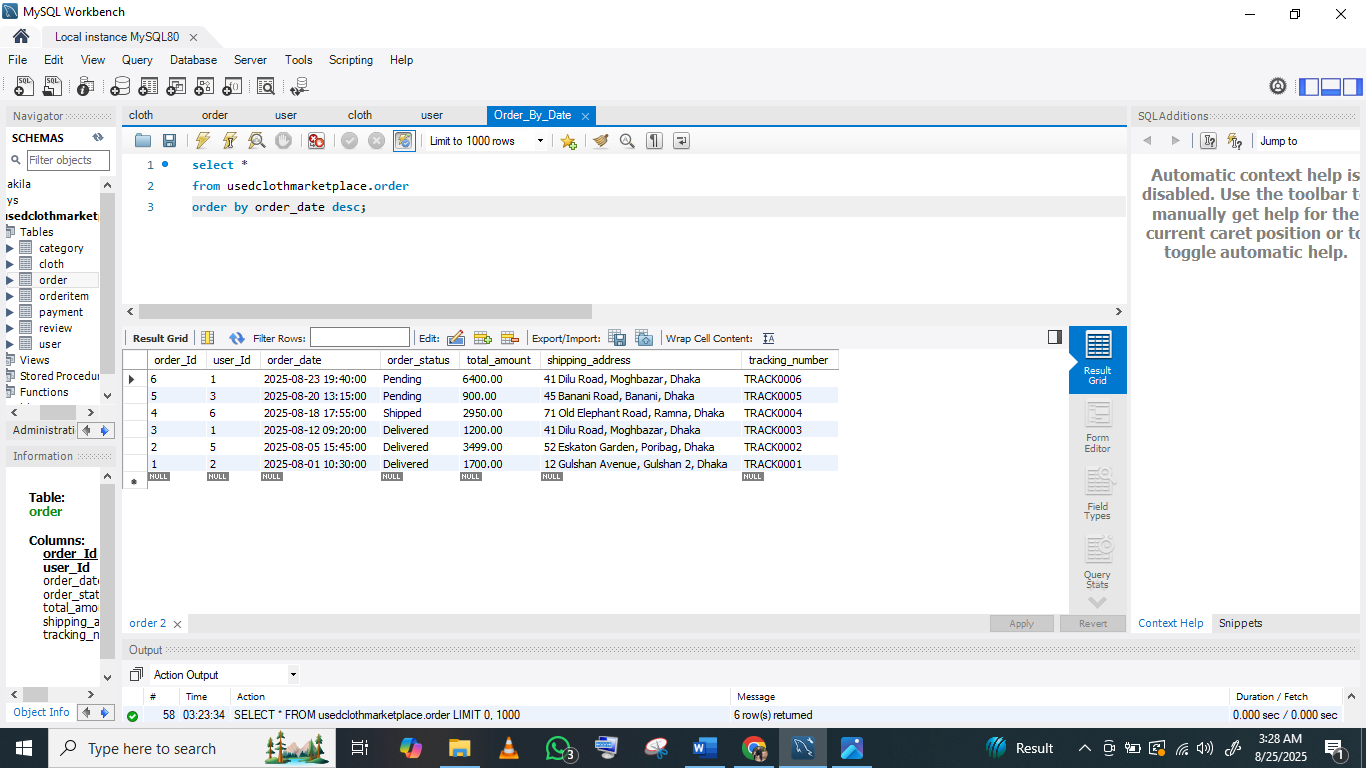 MySQL Workbench
Local instance MySQL80
File Edit View Query Database Server Tools Scripting Help
Navigator
SCHEMAS
Filter objects
akila
ys
usedclothmarket
Tables
category
cloth
order
orderitem
payment
review
user
Views
Stored Procedu
Functions
Administrati
Information
Table:
order
Columns:
order_Id
user_Id
order_date
order_stat
total_amo
shipping_a
tracking_n
Object Info
cloth order user cloth user Order_By_Date
Limit to 1000 rows
1 select *
2 from usedclothmarketplace.order
3 order by order_date desc;
Result Grid Filter Rows: Edit: Export/Import: Wrap Cell Content:
order_Id user_Id order_date order_status total_amount shipping_address tracking_number
6 1 2025-08-23 19:40:00 Pending 6400.00 41 Dilu Road, Moghbazar, Dhaka TRACK0006
5 3 2025-08-20 13:15:00 Pending 900.00 45 Banani Road, Banani, Dhaka TRACK0005
4 6 2025-08-18 17:55:00 Shipped 2950.00 71 Old Elephant Road, Ramna, Dhaka TRACK0004
3 1 2025-08-12 09:20:00 Delivered 1200.00 41 Dilu Road, Moghbazar, Dhaka TRACK0003
2 5 2025-08-05 15:45:00 Delivered 3499.00 52 Eskaton Garden, Poribag, Dhaka TRACK0002
1 2 2025-08-01 10:30:00 Delivered 1700.00 12 Gulshan Avenue, Gulshan 2, Dhaka TRACK0001
NULL NULL NULL NULL NULL NULL NULL
Result
Grid
Form
Editor
Field
Types
Query
Stats
order 2
Apply Revert
SQLAdditions
Jump to
Automatic context help is
disabled. Use the toolbar t
manually get help for the
current caret position or to
toggle automatic help.
Context Help Snippets
Output
Action Output
# Time Action Message Duration / Fetch
58 03:23:34 SELECT * FROM usedclothmarketplace.order LIMIT 0, 1000 6 row(s) returned 0.000 sec / 0.000 sec
Type here to search
3
Result
3:28 AM
8/25/2025
1